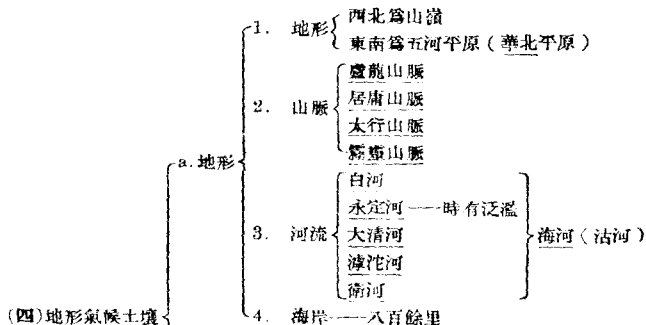 1. 地形
西北爲山嶺
東南爲五河平原(華北平原)
2. 山脈
盧龍山脈
居庸山脈
太行山脈
霧靈山脈
a.地形
3. 河流
白河
永定河——時有泛濫
大清河
滹沱河
衛河
海河(沽河)
(四)地形氣候土壤
4. 海岸——八百餘里